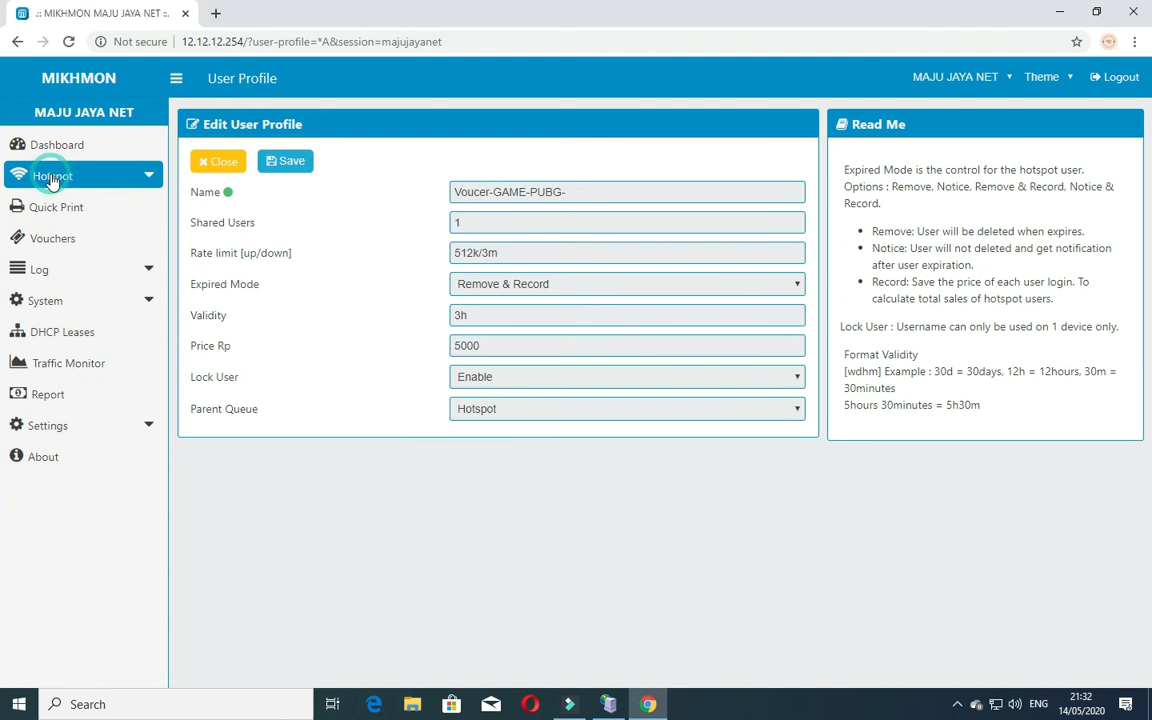 .:: MIKHMON MAJU JAYA NET ::.
Not secure | 12.12.12.254/?user-profile=*A&session=majujayanet
MIKHMON
User Profile
MAJU JAYA NET
Theme
Logout
MAJU JAYA NET
Dashboard
Hotspot
Quick Print
Vouchers
Log
System
DHCP Leases
Traffic Monitor
Report
Settings
About
Edit User Profile
Close
Save
Name
Voucer-GAME-PUBG-
Shared Users
1
Rate limit [up/down]
512k/3m
Expired Mode
Remove & Record
Validity
3h
Price Rp
5000
Lock User
Enable
Parent Queue
Hotspot
Read Me
Expired Mode is the control for the hotspot user.
Options : Remove, Notice, Remove & Record, Notice &
Record.
Remove: User will be deleted when expires.
Notice: User will not deleted and get notification
after user expiration.
Record: Save the price of each user login. To
calculate total sales of hotspot users.
Lock User : Username can only be used on 1 device only.
Format Validity
[wdhm] Example : 30d = 30days, 12h = 12hours, 30m =
30minutes
5hours 30minutes = 5h30m
Search
ENG
21:32
14/05/2020